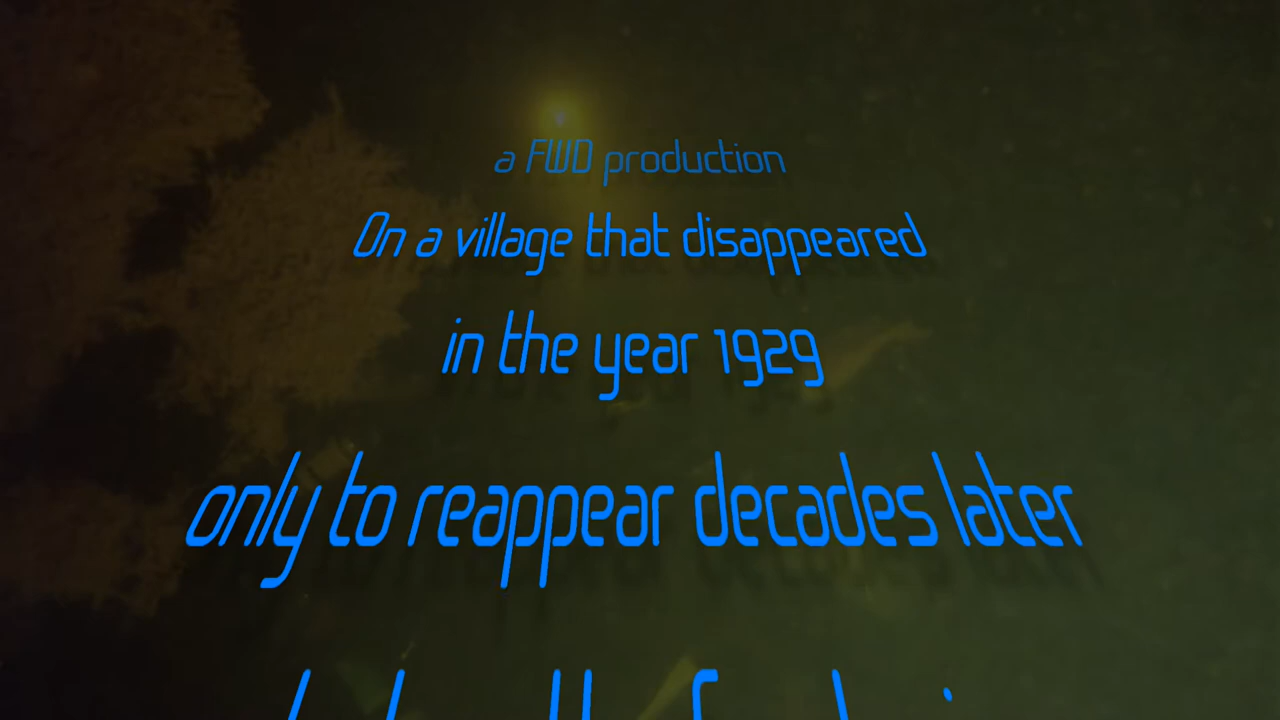 a FWD production
On a village that disappeared
in the year 1929
only to reappear decades later